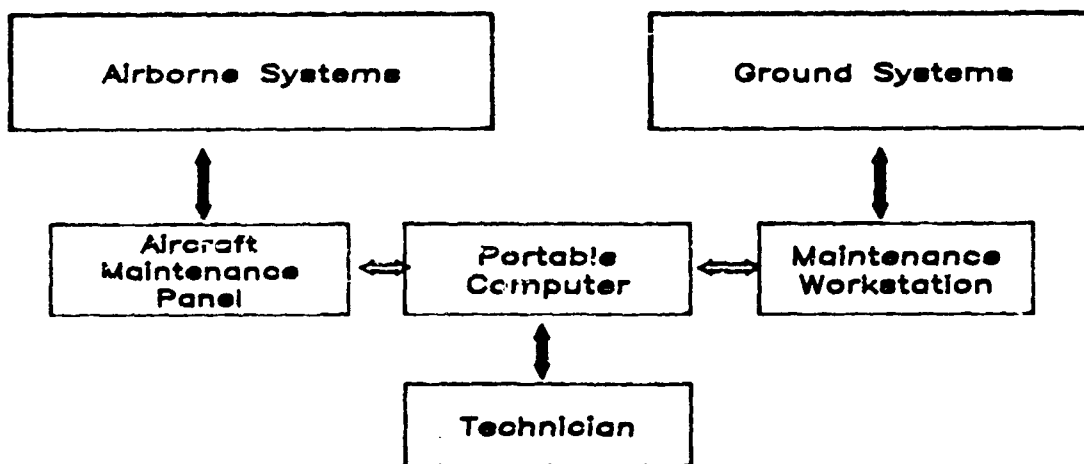 Airborne Systems
Ground Systems
Aircraft
Maintenance
Panel
Portable
Computer
Maintenance
Workstation
Technician